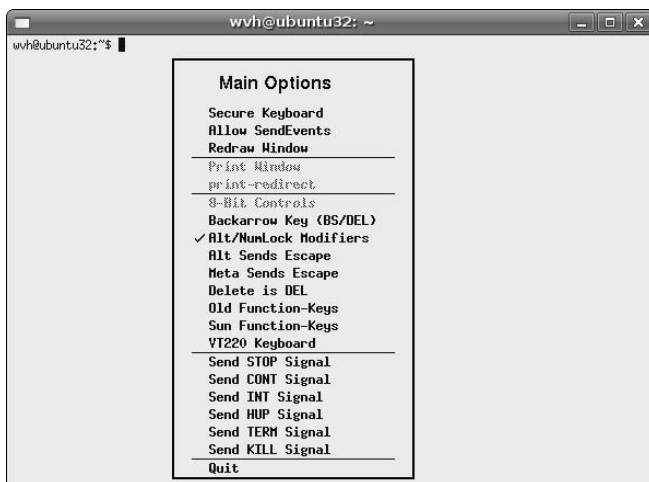 wvh@ubuntu32: ~
wvh@ubuntu32:~$
Main Options
Secure Keyboard
Allow SendEvents
Redraw Window
Print Window
print-redirect
8-Bit Controls
Backarrow Key (BS/DEL)
✓Alt/NumLock Modifiers
Alt Sends Escape
Meta Sends Escape
Delete is DEL
Old Function-Keys
Sun Function-Keys
VT220 Keyboard
Send STOP Signal
Send CONT Signal
Send INT Signal
Send HUP Signal
Send TERM Signal
Send KILL Signal
Quit